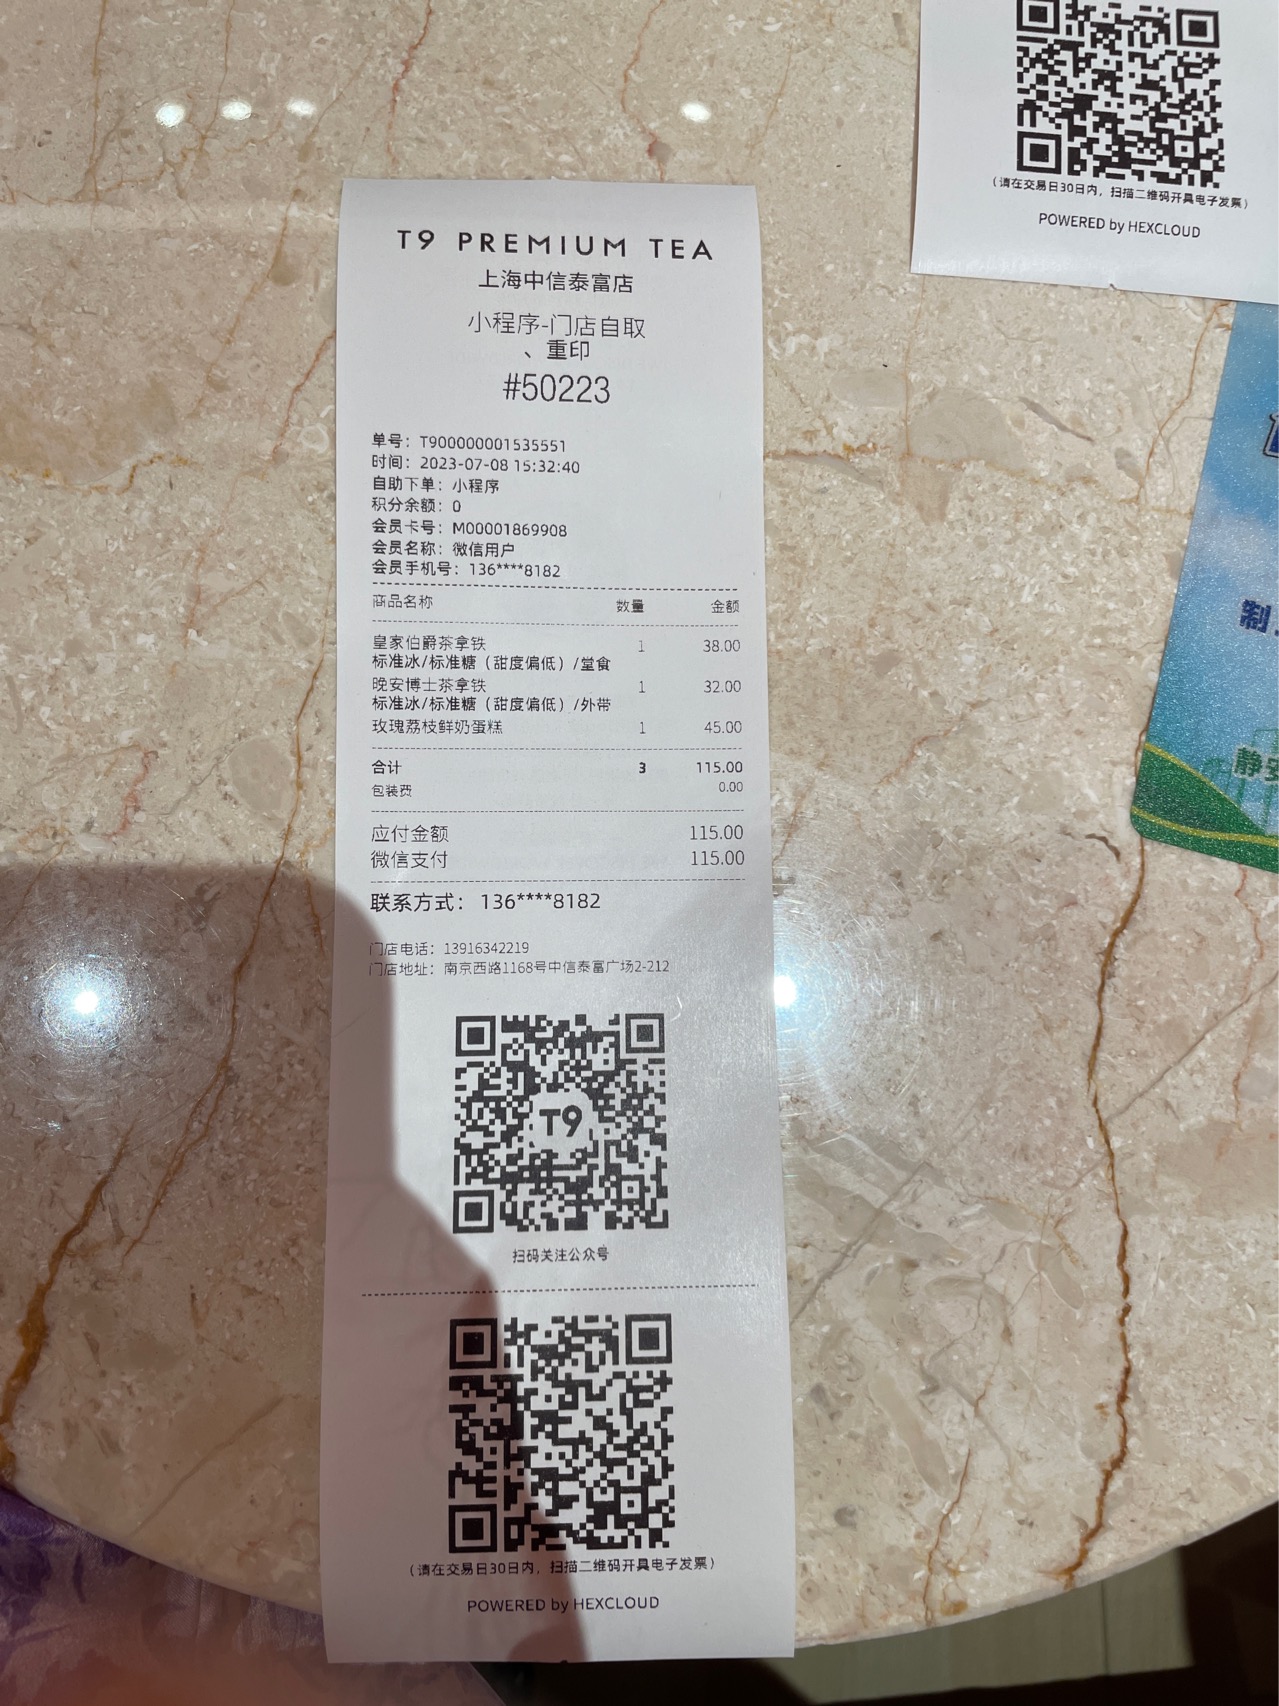 T9 PREMIUM TEA
上海中信泰富店
小程序-门店自取
、重印
#50223
单号：T900000001535551
时间：2023-07-08 15:32:40
自助下单：小程序
积分余额：0
会员卡号：M00001869908
会员名称：微信用户
会员手机号：136****8182
商品名称 数量 金额
皇家伯爵茶拿铁 1 38.00
标准冰/标准糖（甜度偏低）/堂食
晚安博士茶拿铁 1 32.00
标准冰/标准糖（甜度偏低）/外带
玫瑰荔枝鲜奶蛋糕 1 45.00
合计 3 115.00
包装费 0.00
应付金额 115.00
微信支付 115.00
联系方式：136****8182
门店电话：13916342219
门店地址：南京西路1168号中信泰富广场2-212
T9
扫码关注公众号
（请在交易日30日内，扫描二维码开具电子发票）
POWERED by HEXCLOUD
（请在交易日30日内，扫描二维码开具电子发票）
POWERED by HEXCLOUD
制
静安